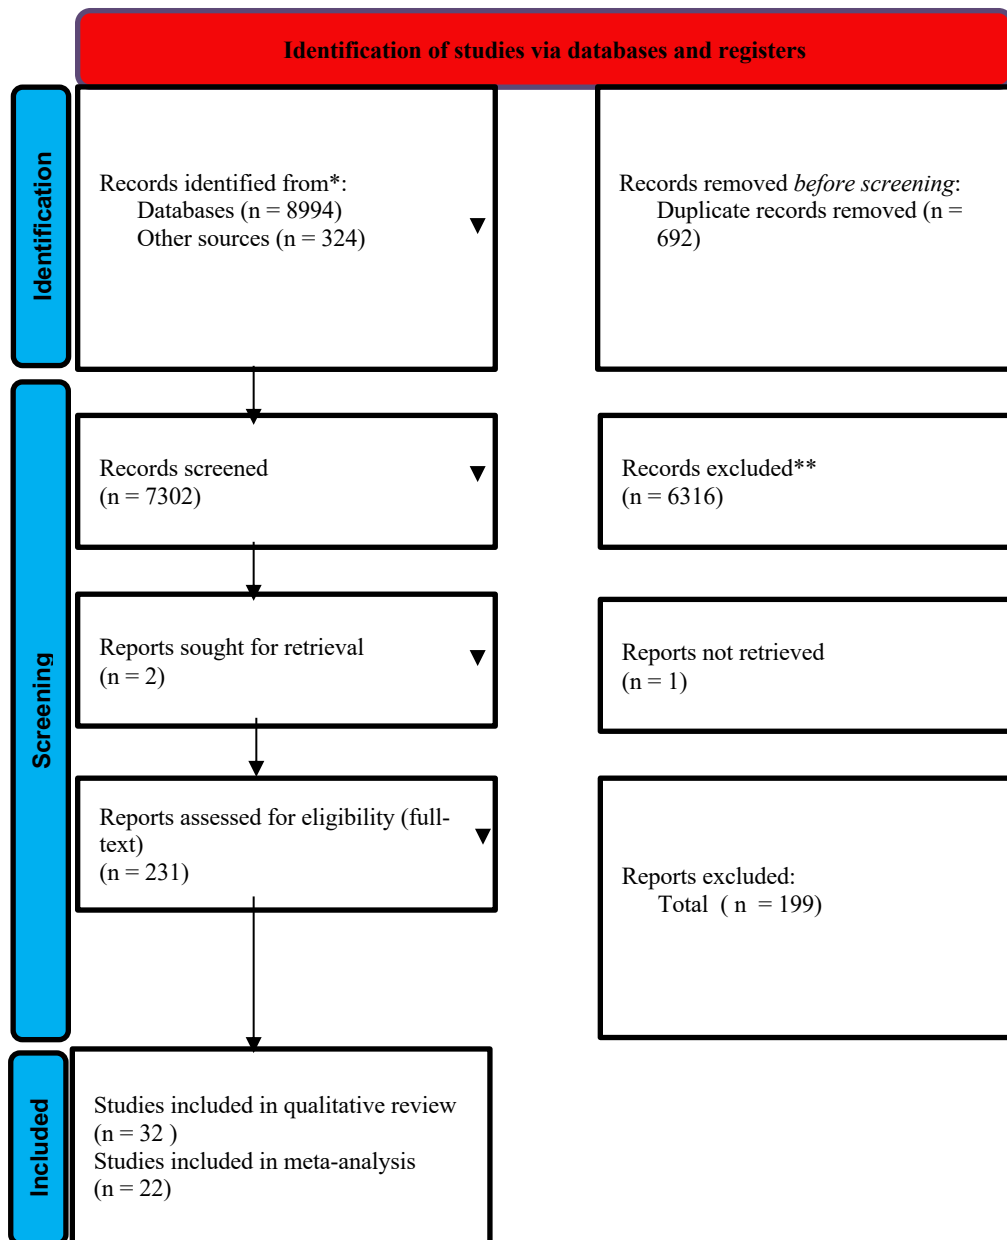 Identification of studies via databases and registers
Identification
Records identified from*:
Databases (n = 8994)
Other sources (n = 324)
Records removed before screening:
Duplicate records removed (n =
692)
Screening
Records screened
(n = 7302)
Records excluded**
(n = 6316)
Reports sought for retrieval
(n = 2)
Reports not retrieved
(n = 1)
Reports assessed for eligibility (full-
text)
(n = 231)
Reports excluded:
Total ( n = 199)
Included
Studies included in qualitative review
(n = 32 )
Studies included in meta-analysis
(n = 22)